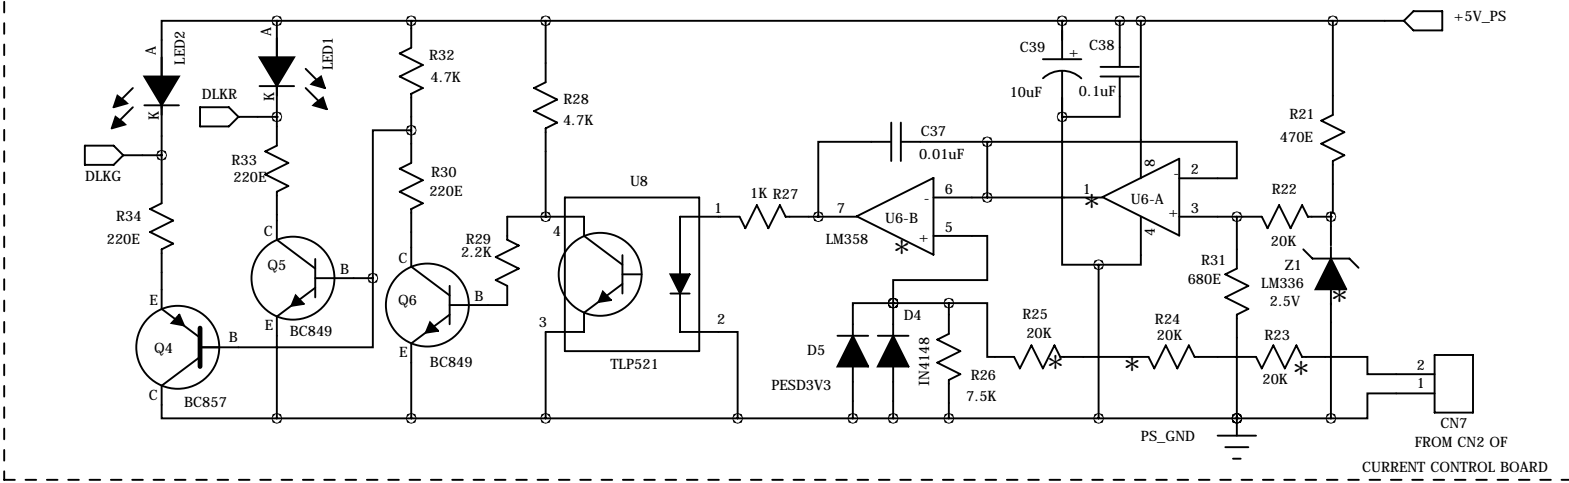 +5V_PS
A
LED2
K
A
LED1
K
DLKR
DLKG
R32
4.7K
R28
4.7K
C39
+
10uF
C38
0.1uF
R21
470E
C37
0.01uF
R33
220E
R30
220E
R34
220E
U8
1K R27
7
6
-
5
+
U6-B
LM358
*
1
*
U6-A
8
2
-
3
+
4
R22
20K
R31
680E
Z1
LM336
2.5V
*
C
Q5
B
E
BC849
C
Q6
B
E
BC849
R29
2.2K
4
3
1
2
TLP521
E
Q4
B
C
BC857
D5
PESD3V3
D4
IN4148
R26
7.5K
R25
20K
*
R24
20K
*
R23
20K
*
2
1
CN7
PS_GND
FROM CN2 OF
CURRENT CONTROL BOARD